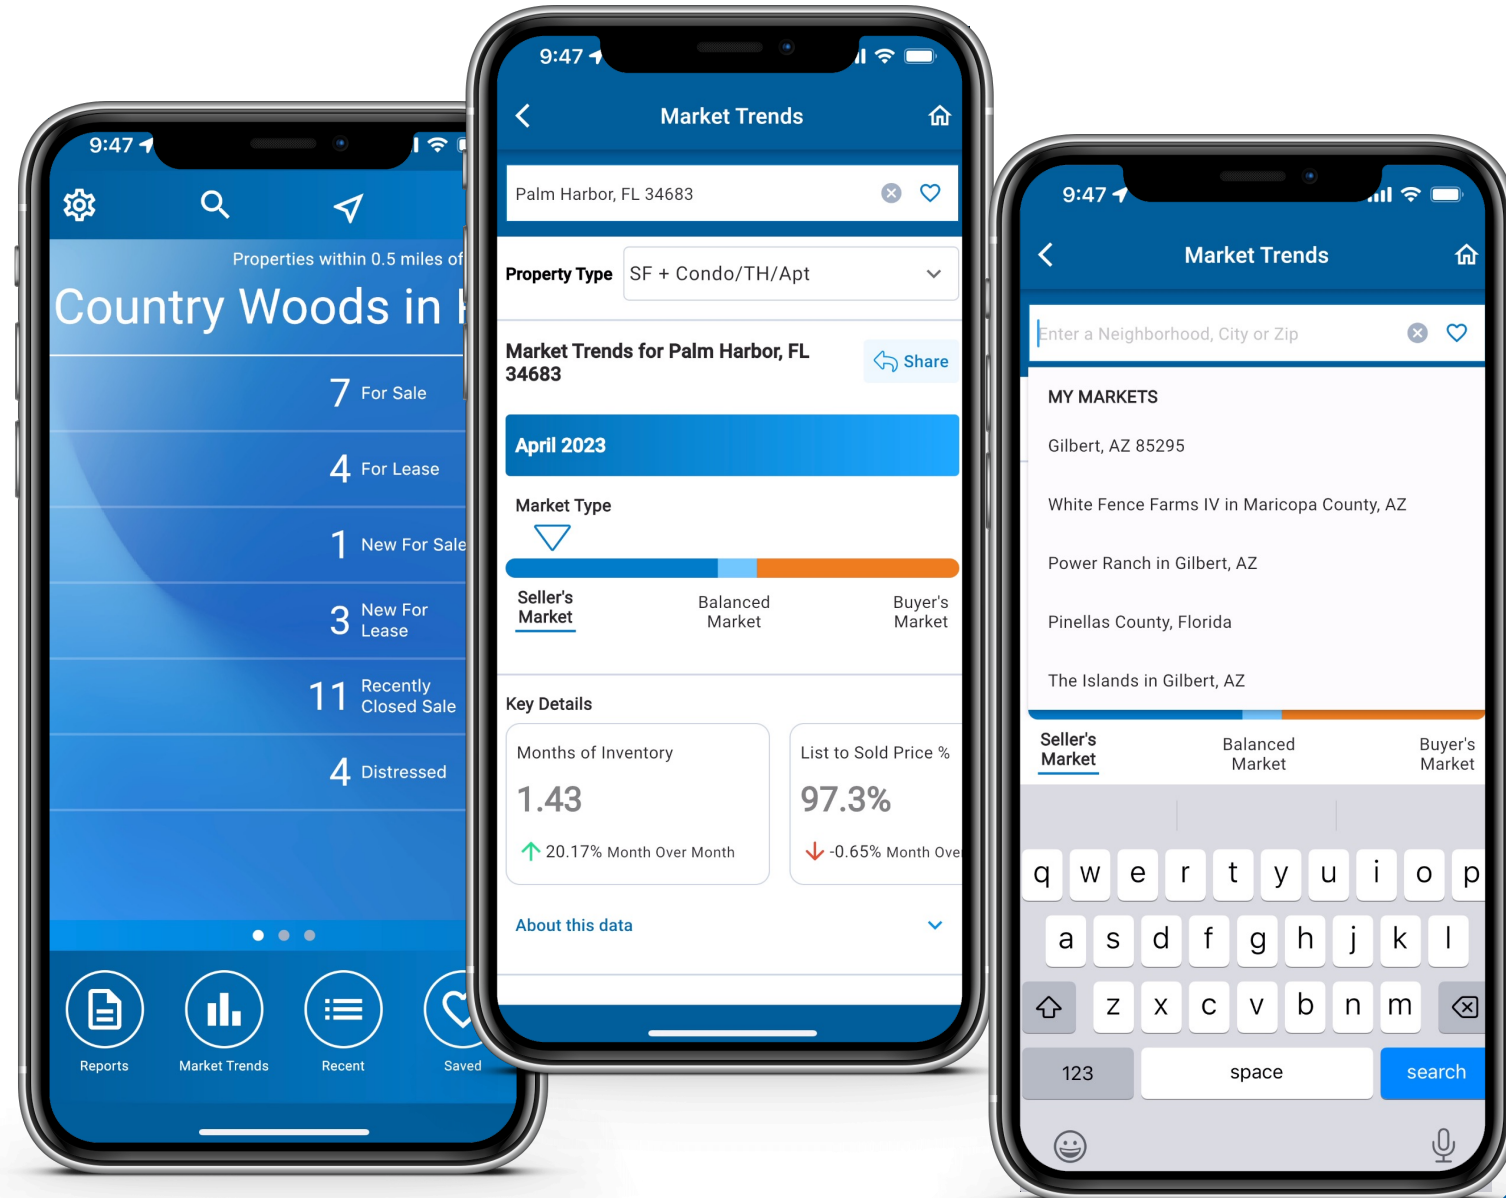 9:47
Properties within 0.5 miles of
Country Woods in
7 For Sale
4 For Lease
1 New For Sale
3 New For
Lease
11 Recently
Closed Sale
4 Distressed
Reports
Market Trends
Recent
Saved
9:47
Market Trends
Palm Harbor, FL 34683
Property Type
SF + Condo/TH/Apt
Market Trends for Palm Harbor, FL
34683
Share
April 2023
Market Type
Seller's
Market
Balanced
Market
Buyer's
Market
Key Details
Months of Inventory
1.43
20.17% Month Over Month
List to Sold Price %
97.3%
-0.65% Month Over
About this data
9:47
Market Trends
Enter a Neighborhood, City or Zip
MY MARKETS
Gilbert, AZ 85295
White Fence Farms IV in Maricopa County, AZ
Power Ranch in Gilbert, AZ
Pinellas County, Florida
The Islands in Gilbert, AZ
Seller's
Market
Balanced
Market
Buyer's
Market
q w e r t y u i o p
a s d f g h j k l
z x c v b n m
123 space search